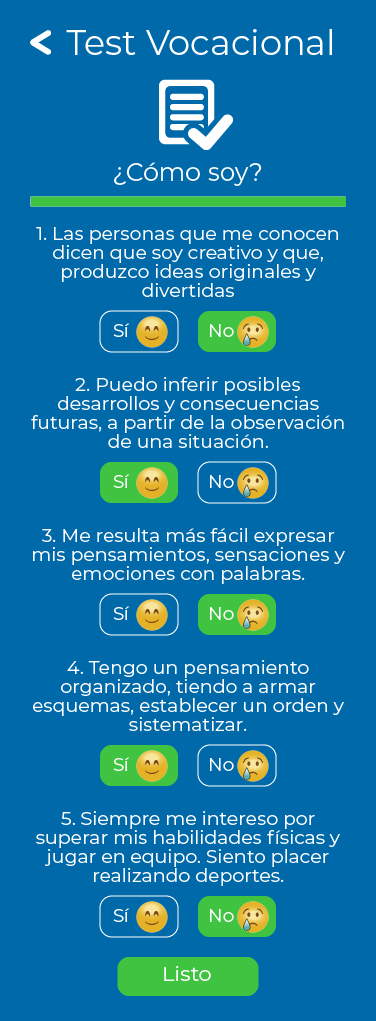 Test Vocacional
¿Cómo soy?
1. Las personas que me conocen
dicen que soy creativo y que,
produzco ideas originales y
divertidas
Sí No
2. Puedo inferir posibles
desarrollos y consecuencias
futuras, a partir de la observación
de una situación.
Sí No
3. Me resulta más fácil expresar
mis pensamientos, sensaciones y
emociones con palabras.
Sí No
4. Tengo un pensamiento
organizado, tiendo a armar
esquemas, establecer un orden y
sistematizar.
Sí No
5. Siempre me intereso por
superar mis habilidades físicas y
jugar en equipo. Siento placer
realizando deportes.
Sí No
Listo